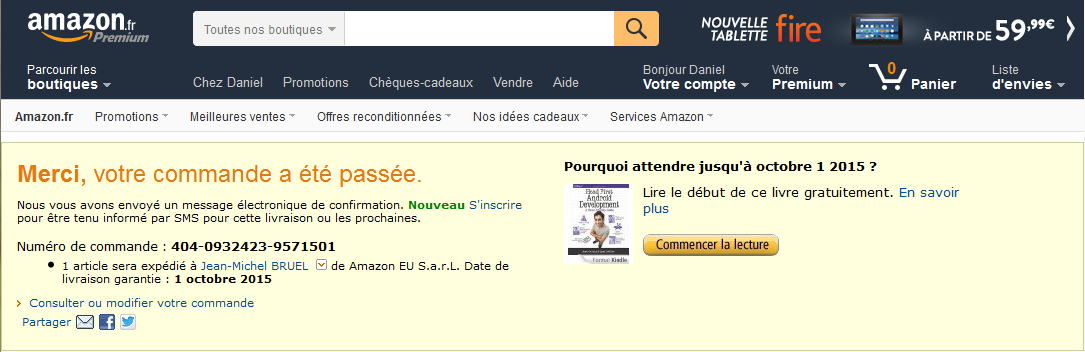 amazon.fr
Premium
Toutes nos boutiques
NOUVELLE
TABLETTE
fire
À PARTIR DE 59,99€
Parcourir les
boutiques
Chez Daniel
Promotions
Chèques-cadeaux
Vendre
Aide
Bonjour Daniel
Votre compte
Votre
Premium
0
Panier
Liste
d'envies
Amazon.fr
Promotions
Meilleures ventes
Offres reconditionnées
Nos idées cadeaux
Services Amazon
Merci, votre commande a été passée.
Nous vous avons envoyé un message électronique de confirmation. Nouveau S'inscrire
pour être tenu informé par SMS pour cette livraison ou les prochaines.
Numéro de commande : 404-0932423-9571501
1 article sera expédié à Jean-Michel BRUEL de Amazon EU S.a.r.L. Date de
livraison garantie : 1 octobre 2015
Consulter ou modifier votre commande
Partager
Pourquoi attendre jusqu'à octobre 1 2015 ?
Head First
Android
Development
Format Kindle
Lire le début de ce livre gratuitement. En savoir
plus
Commencer la lecture